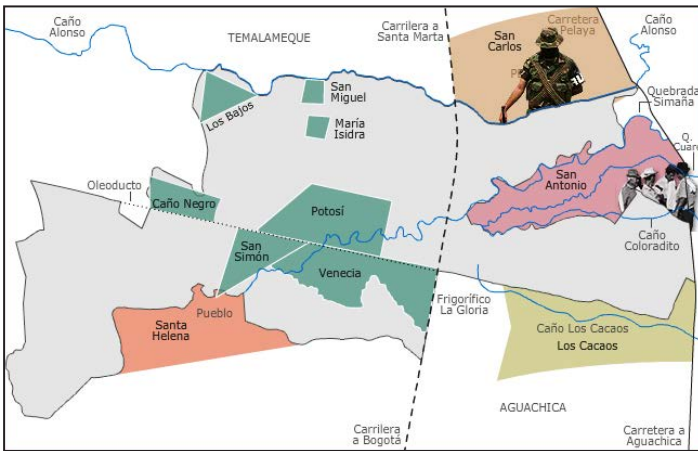 Caño
Alonso
TEMALAMEQUE
Carrilera a
Santa Marta
San
Carlos
Carretera
Pelaya
Caño
Alonso
Los Bajos
San
Miguel
María
Isidra
Quebrada
Simaña
Q.
Oleoducto
Caño Negro
Potosí
San
Antonio
San
Simón
Venecia
Caño
Coloradito
Pueblo
Santa
Helena
Frigorífico
La Gloria
Caño Los Cacaos
Los Cacaos
AGUACHICA
Carrilera
a Bogotá
Carretera a
Aguachica